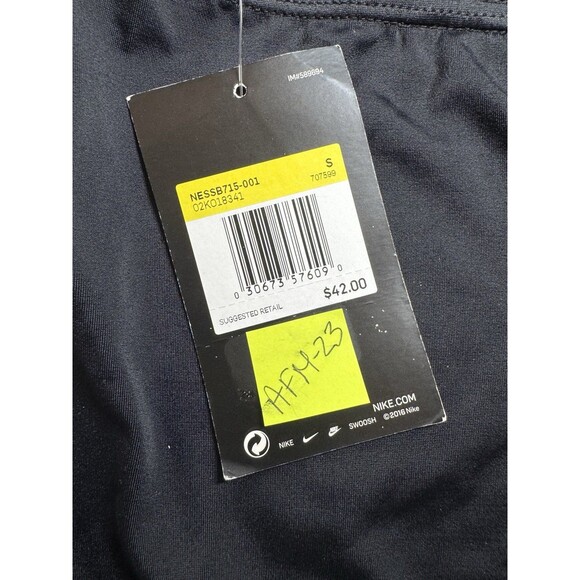 IM#589894
NESSB715-001
02K018341
S
707599
0 30673 57609 0
SUGGESTED RETAIL
$42.00
AFM-23
NIKE.COM
©2016 Nike
NIKE
SWOOSH